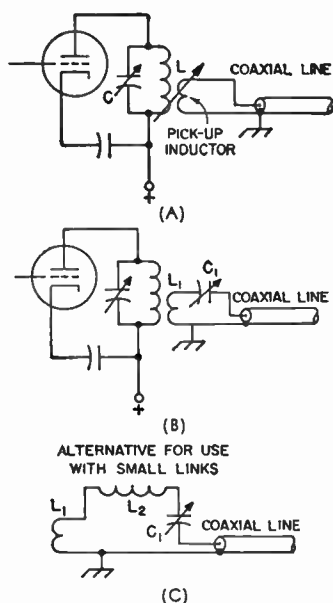 C
L
COAXIAL LINE
PICK-UP
INDUCTOR
+
(A)
L1
C1
COAXIAL LINE
+
(B)
ALTERNATIVE FOR USE
WITH SMALL LINKS
L1
L2
C1
COAXIAL LINE
(C)